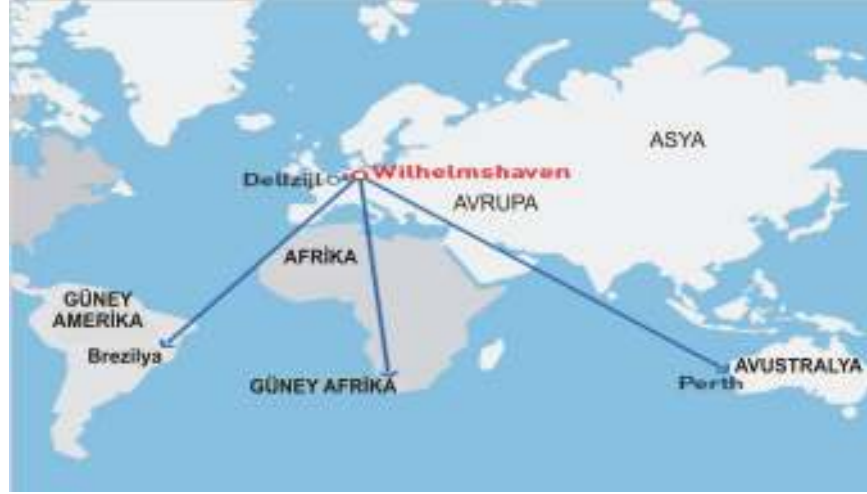 ASYA
Wilhelmshaven
Delfzijl
AVRUPA
AFRİKA
GÜNEY
AMERİKA
Brezilya
AVUSTRALYA
Perth
GÜNEY AFRİKA